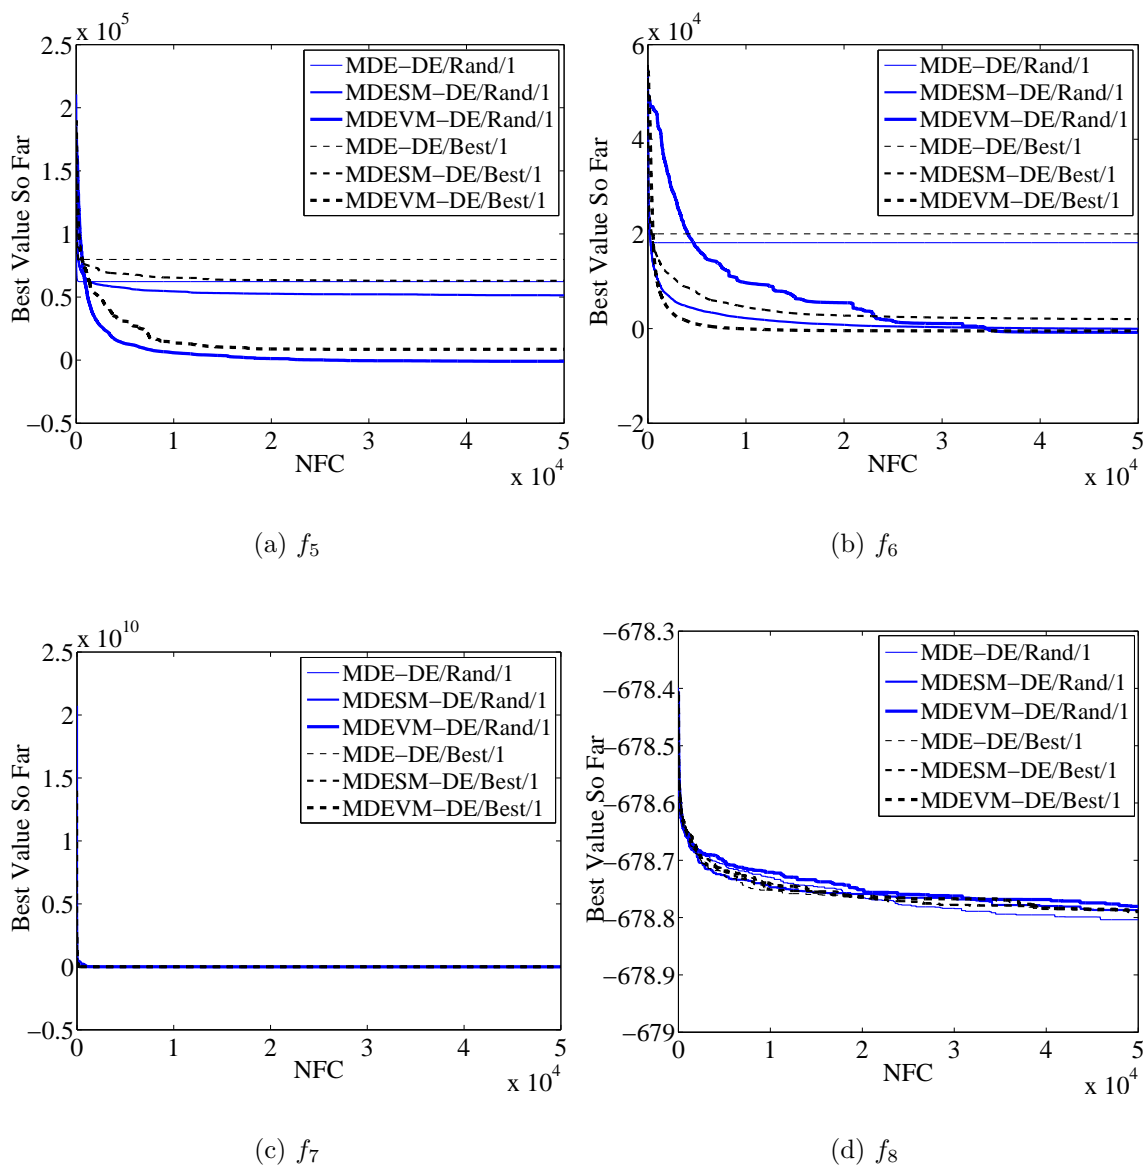 x 10^5
2.5
2
1.5
1
0.5
0
−0.5
Best Value So Far
MDE−DE/Rand/1
MDESM−DE/Rand/1
MDEVM−DE/Rand/1
MDE−DE/Best/1
MDESM−DE/Best/1
MDEVM−DE/Best/1
0 1 2 3 4 5
NFC
x 10^4
(a) f_5
x 10^4
6
4
2
0
−2
Best Value So Far
MDE−DE/Rand/1
MDESM−DE/Rand/1
MDEVM−DE/Rand/1
MDE−DE/Best/1
MDESM−DE/Best/1
MDEVM−DE/Best/1
0 1 2 3 4 5
NFC
x 10^4
(b) f_6
x 10^10
2.5
2
1.5
1
0.5
0
−0.5
Best Value So Far
MDE−DE/Rand/1
MDESM−DE/Rand/1
MDEVM−DE/Rand/1
MDE−DE/Best/1
MDESM−DE/Best/1
MDEVM−DE/Best/1
0 1 2 3 4 5
NFC
x 10^4
(c) f_7
−678.3
−678.4
−678.5
−678.6
−678.7
−678.8
−678.9
−679
Best Value So Far
MDE−DE/Rand/1
MDESM−DE/Rand/1
MDEVM−DE/Rand/1
MDE−DE/Best/1
MDESM−DE/Best/1
MDEVM−DE/Best/1
0 1 2 3 4 5
NFC
x 10^4
(d) f_8